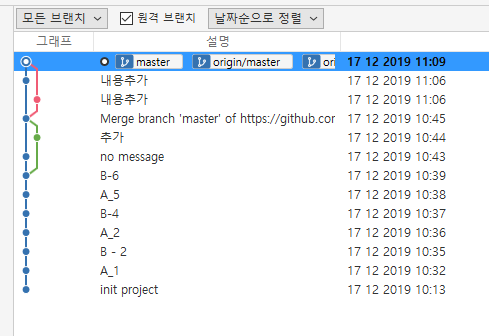 모든 브랜치 원격 브랜치 날짜순으로 정렬
그래프 설명
master origin/master ori 17 12 2019 11:09
내용추가 17 12 2019 11:06
내용추가 17 12 2019 11:06
Merge branch 'master' of https://github.com 17 12 2019 10:45
추가 17 12 2019 10:44
no message 17 12 2019 10:43
B-6 17 12 2019 10:39
A_5 17 12 2019 10:38
B-4 17 12 2019 10:37
A_2 17 12 2019 10:36
B - 2 17 12 2019 10:35
A_1 17 12 2019 10:32
init project 17 12 2019 10:13